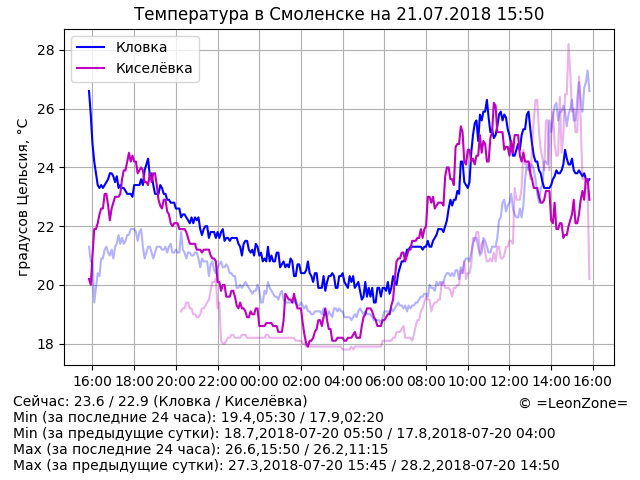 Температура в Смоленске на 21.07.2018 15:50
Кловка
Киселёвка
градусов Цельсия, °C
28
26
24
22
20
18
16:00 18:00 20:00 22:00 00:00 02:00 04:00 06:00 08:00 10:00 12:00 14:00 16:00
Сейчас: 23.6 / 22.9 (Кловка / Киселёвка)
© =LeonZone=
Min (за последние 24 часа): 19.4,05:30 / 17.9,02:20
Min (за предыдущие сутки): 18.7,2018-07-20 05:50 / 17.8,2018-07-20 04:00
Max (за последние 24 часа): 26.6,15:50 / 26.2,11:15
Max (за предыдущие сутки): 27.3,2018-07-20 15:45 / 28.2,2018-07-20 14:50